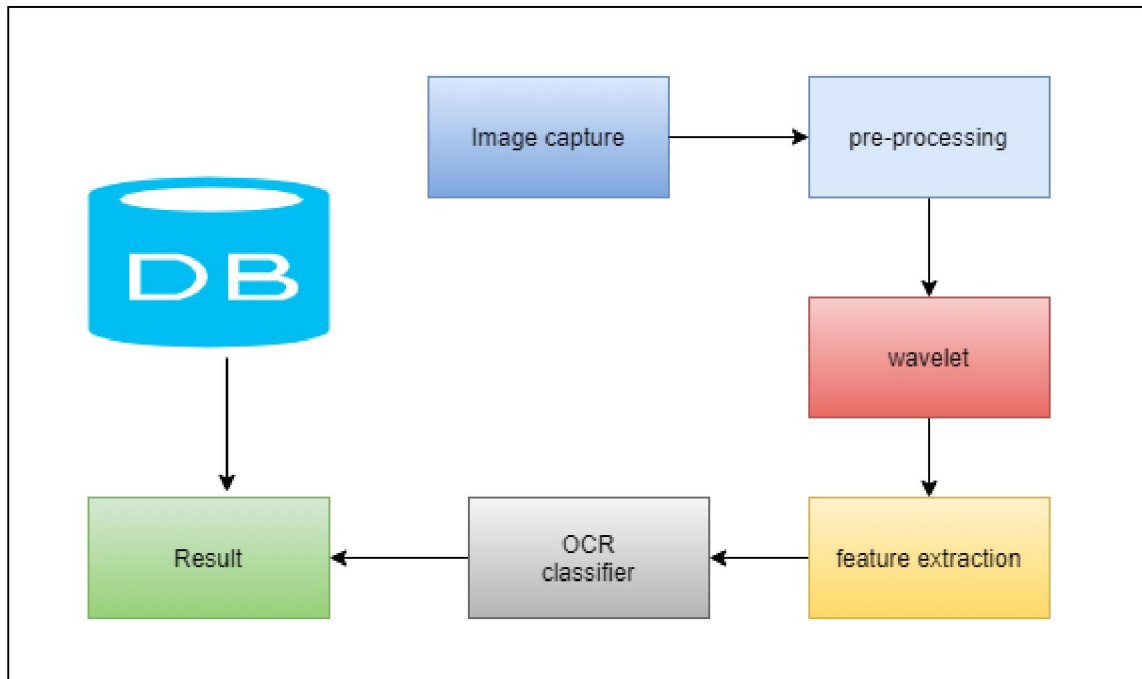 Image capture
pre-processing
DB
wavelet
Result
OCR
classifier
feature extraction